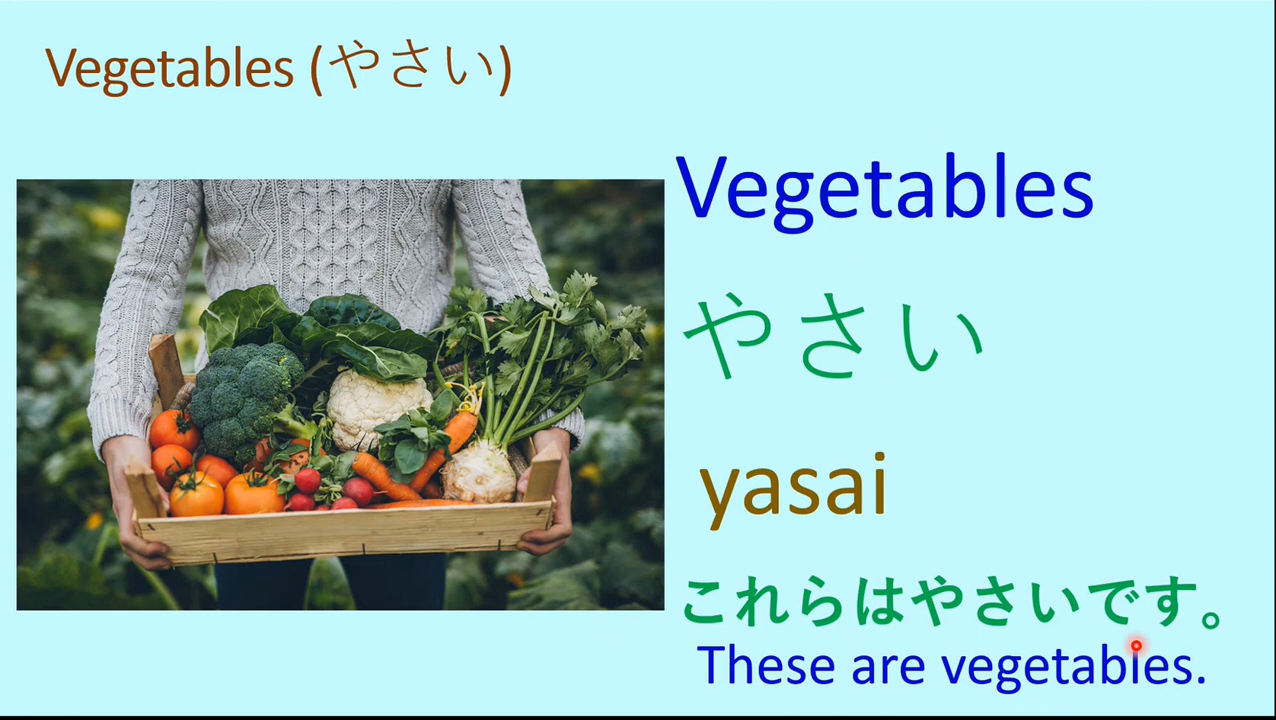 Vegetables (やさい)
Vegetables
やさい
yasai
これらはやさいです。
These are vegetables.